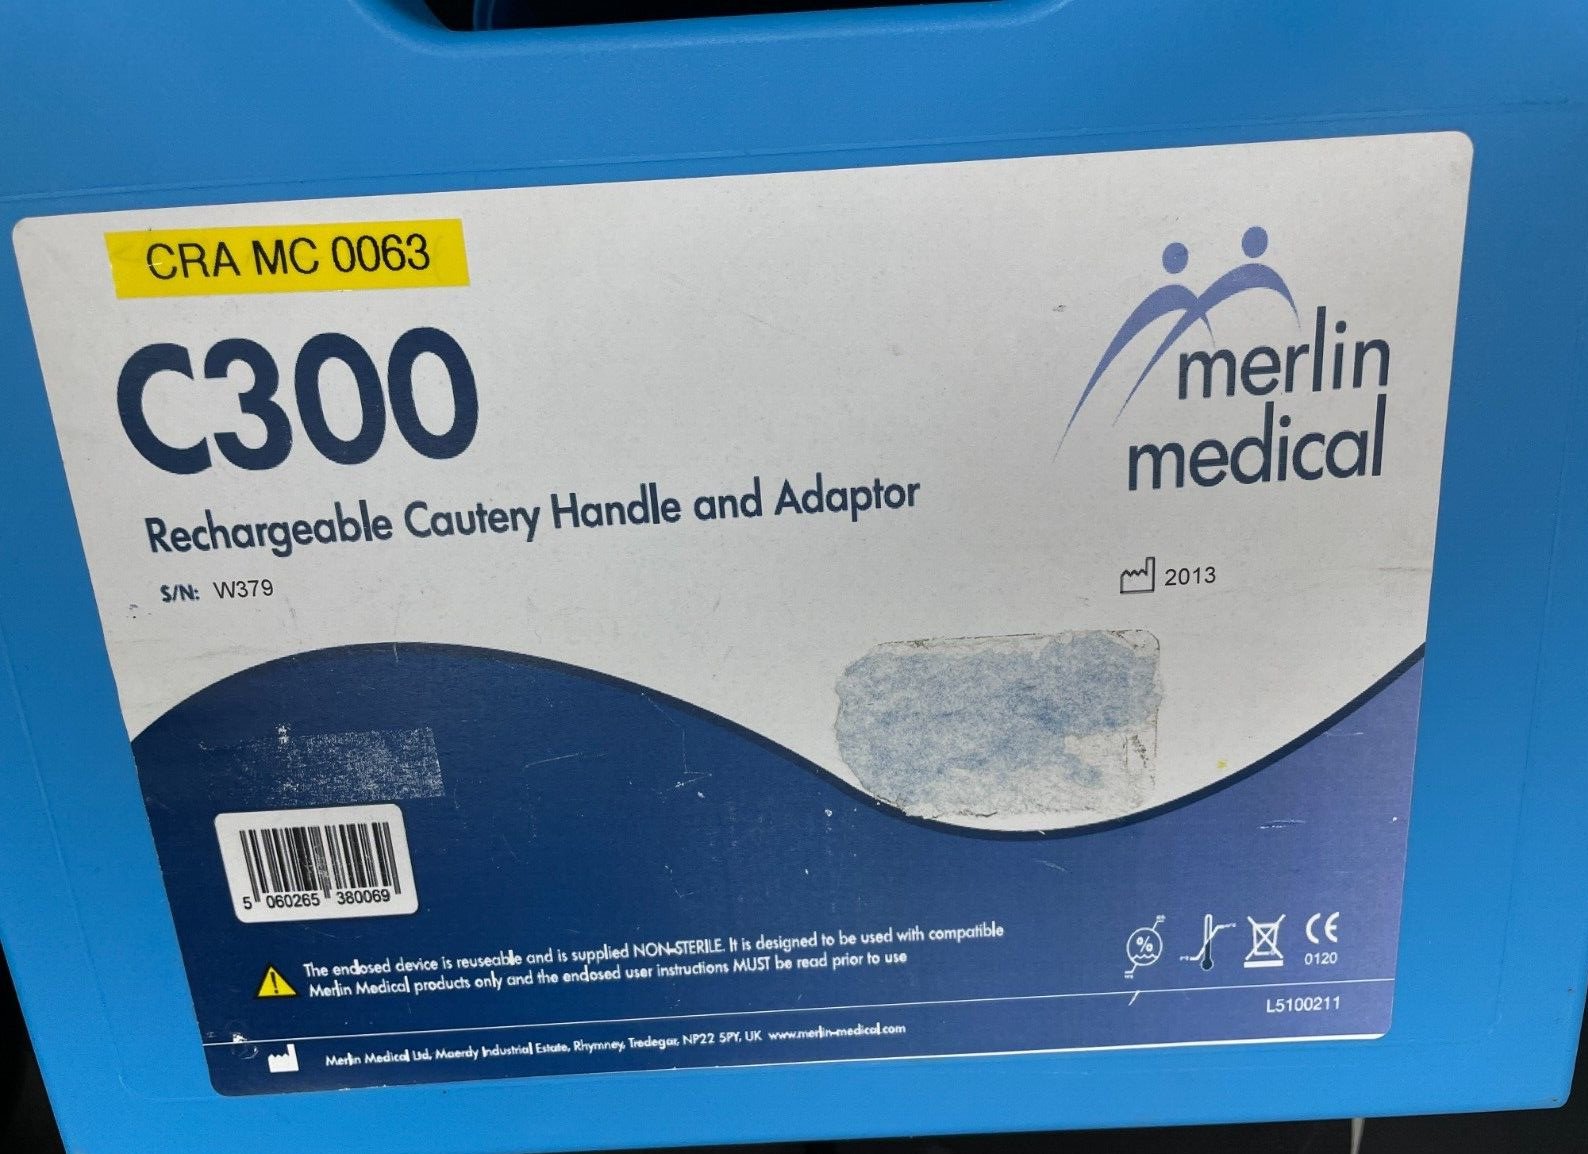 CRA MC 0063
C300
merlin
medical
Rechargeable Cautery Handle and Adaptor
S/N: W379
2013
5 060265 380069
The enclosed device is reuseable and is supplied NON-STERILE. It is designed to be used with compatible
Merlin Medical products only and the enclosed user instructions MUST be read prior to use
%
CE
0120
L5100211
Merlin Medical Ltd, Maerdy Industrial Estate, Rhymney, Tredegar, NP22 5PY, UK www.merlin-medical.com